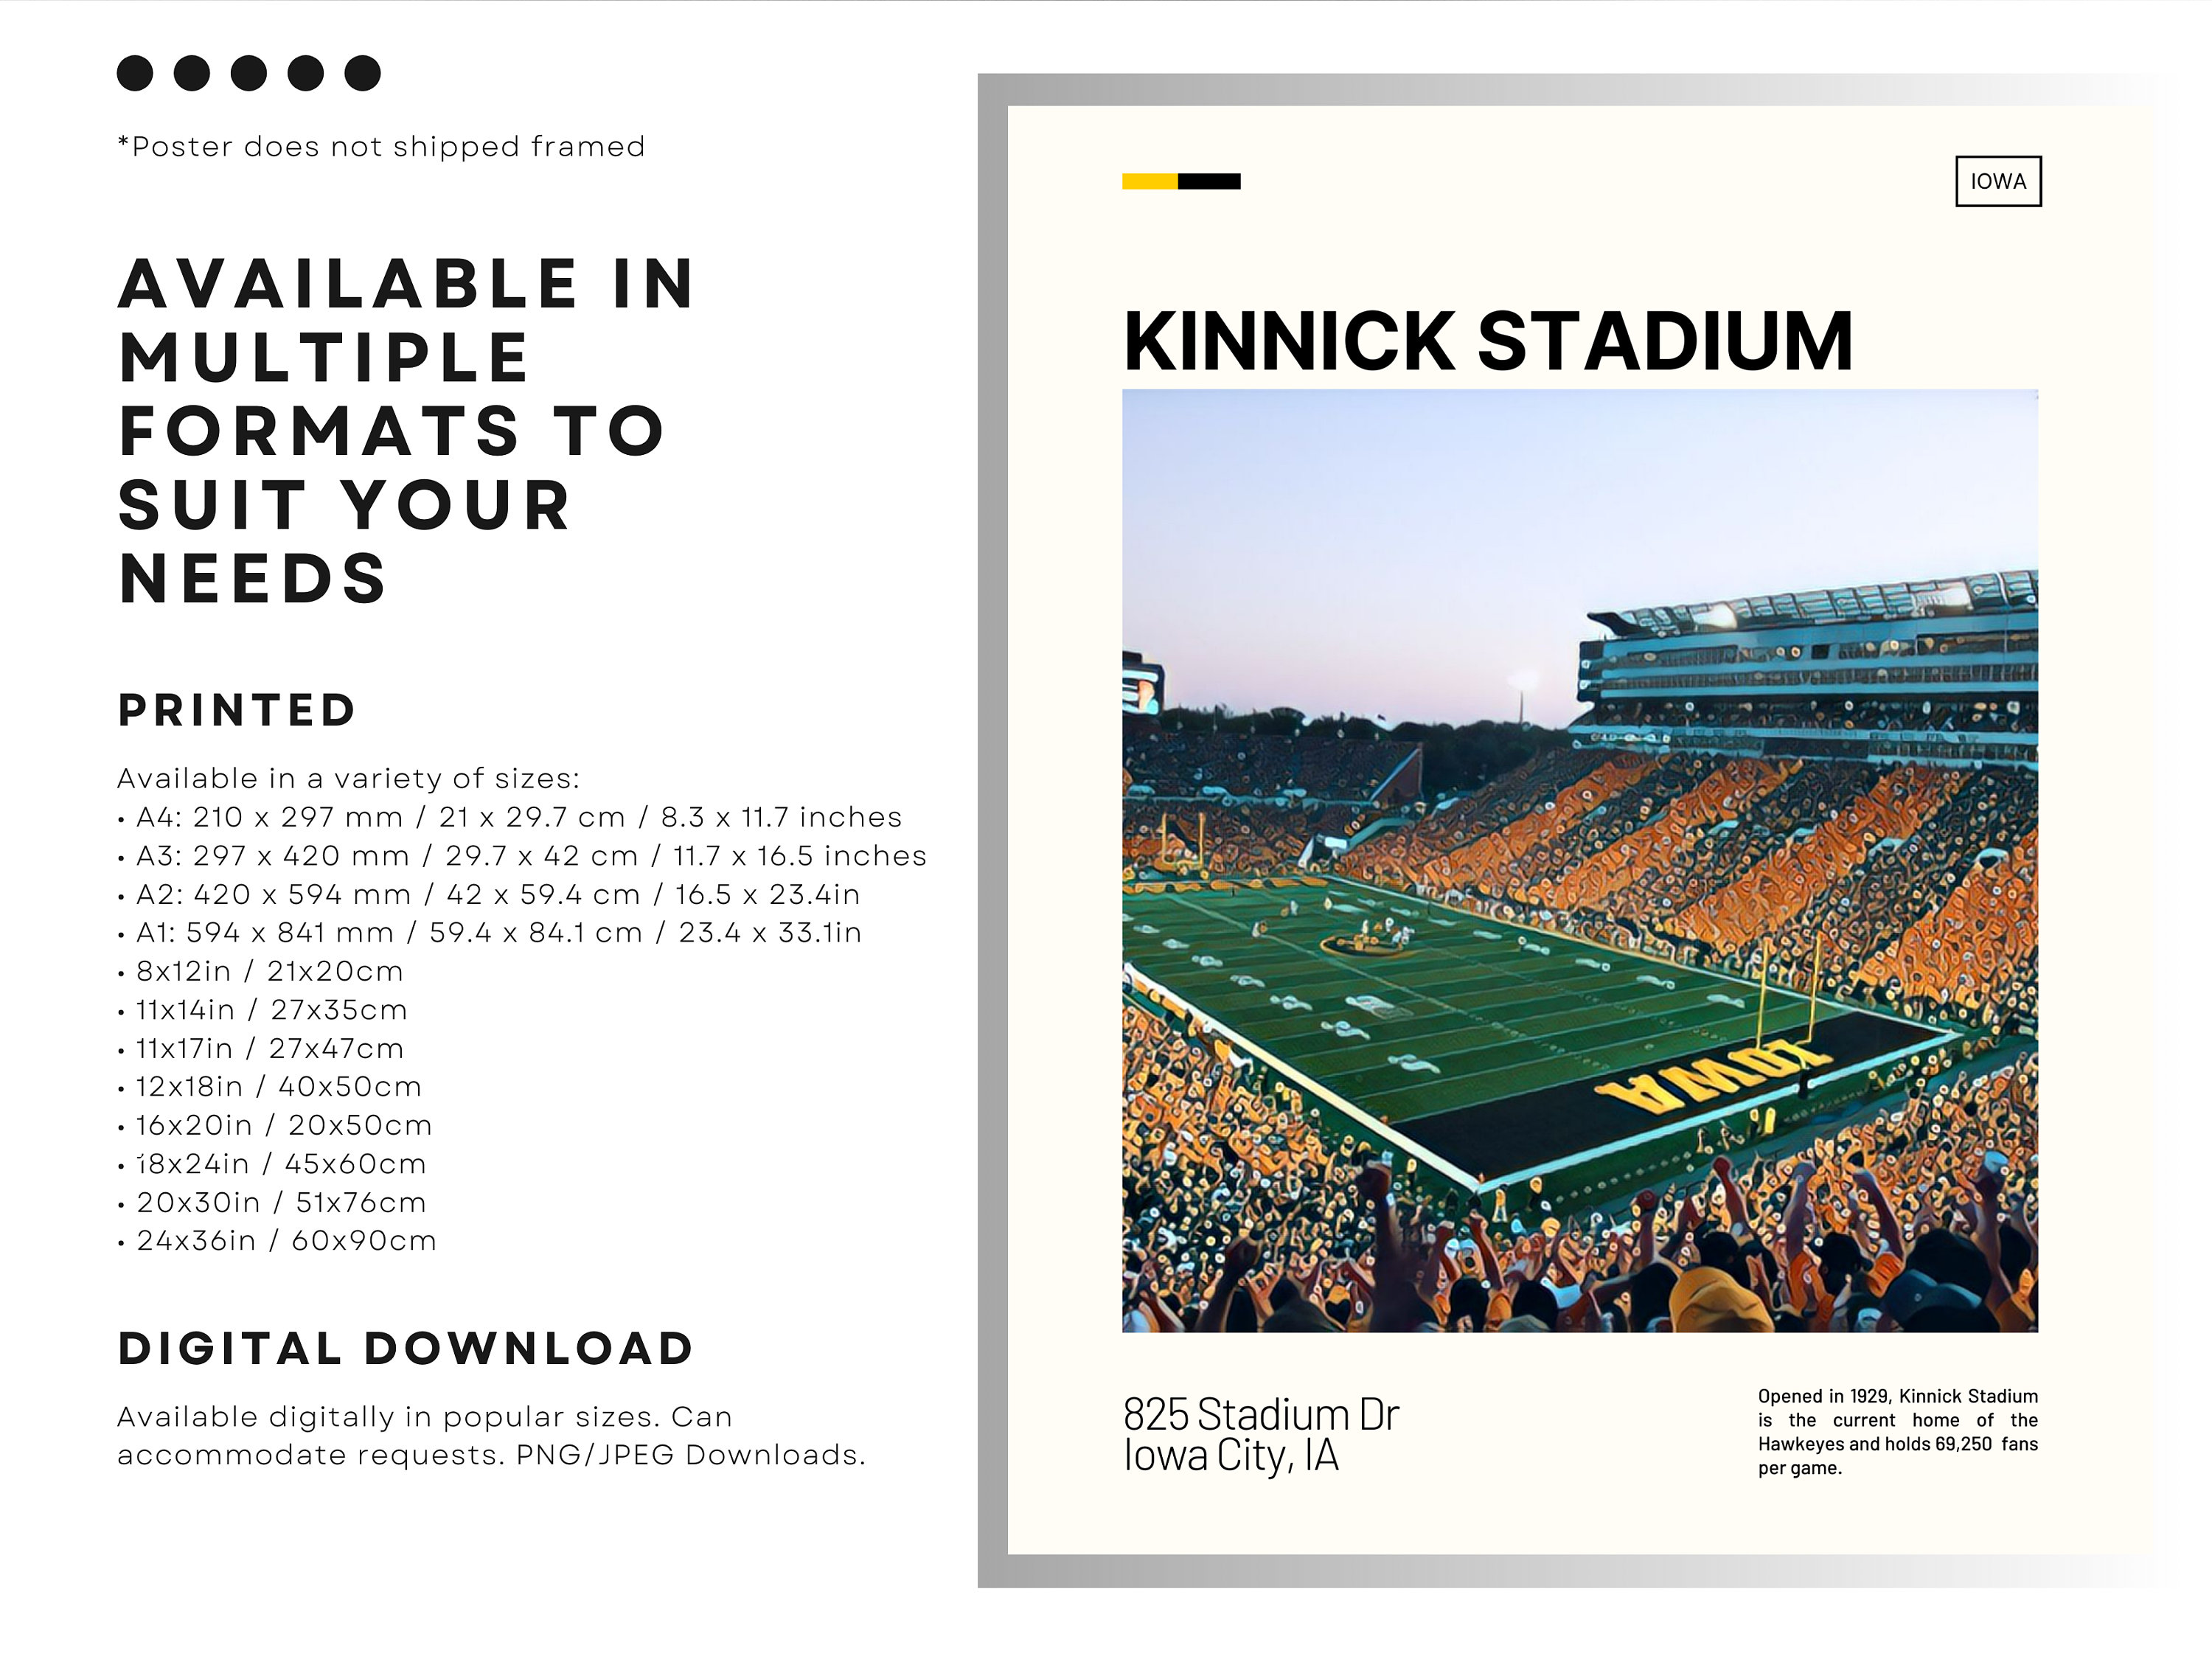 *Poster does not shipped framed
AVAILABLE IN
MULTIPLE
FORMATS TO
SUIT YOUR
NEEDS
PRINTED
Available in a variety of sizes:
• A4: 210 x 297 mm / 21 x 29.7 cm / 8.3 x 11.7 inches
• A3: 297 x 420 mm / 29.7 x 42 cm / 11.7 x 16.5 inches
• A2: 420 x 594 mm / 42 x 59.4 cm / 16.5 x 23.4in
• A1: 594 x 841 mm / 59.4 x 84.1 cm / 23.4 x 33.1in
• 8x12in / 21x20cm
• 11x14in / 27x35cm
• 11x17in / 27x47cm
• 12x18in / 40x50cm
• 16x20in / 20x50cm
• 18x24in / 45x60cm
• 20x30in / 51x76cm
• 24x36in / 60x90cm
DIGITAL DOWNLOAD
Available digitally in popular sizes. Can
accommodate requests. PNG/JPEG Downloads.
IOWA
KINNICK STADIUM
IOWA
825 Stadium Dr
Iowa City, IA
Opened in 1929, Kinnick Stadium
is the current home of the
Hawkeyes and holds 69,250 fans
per game.